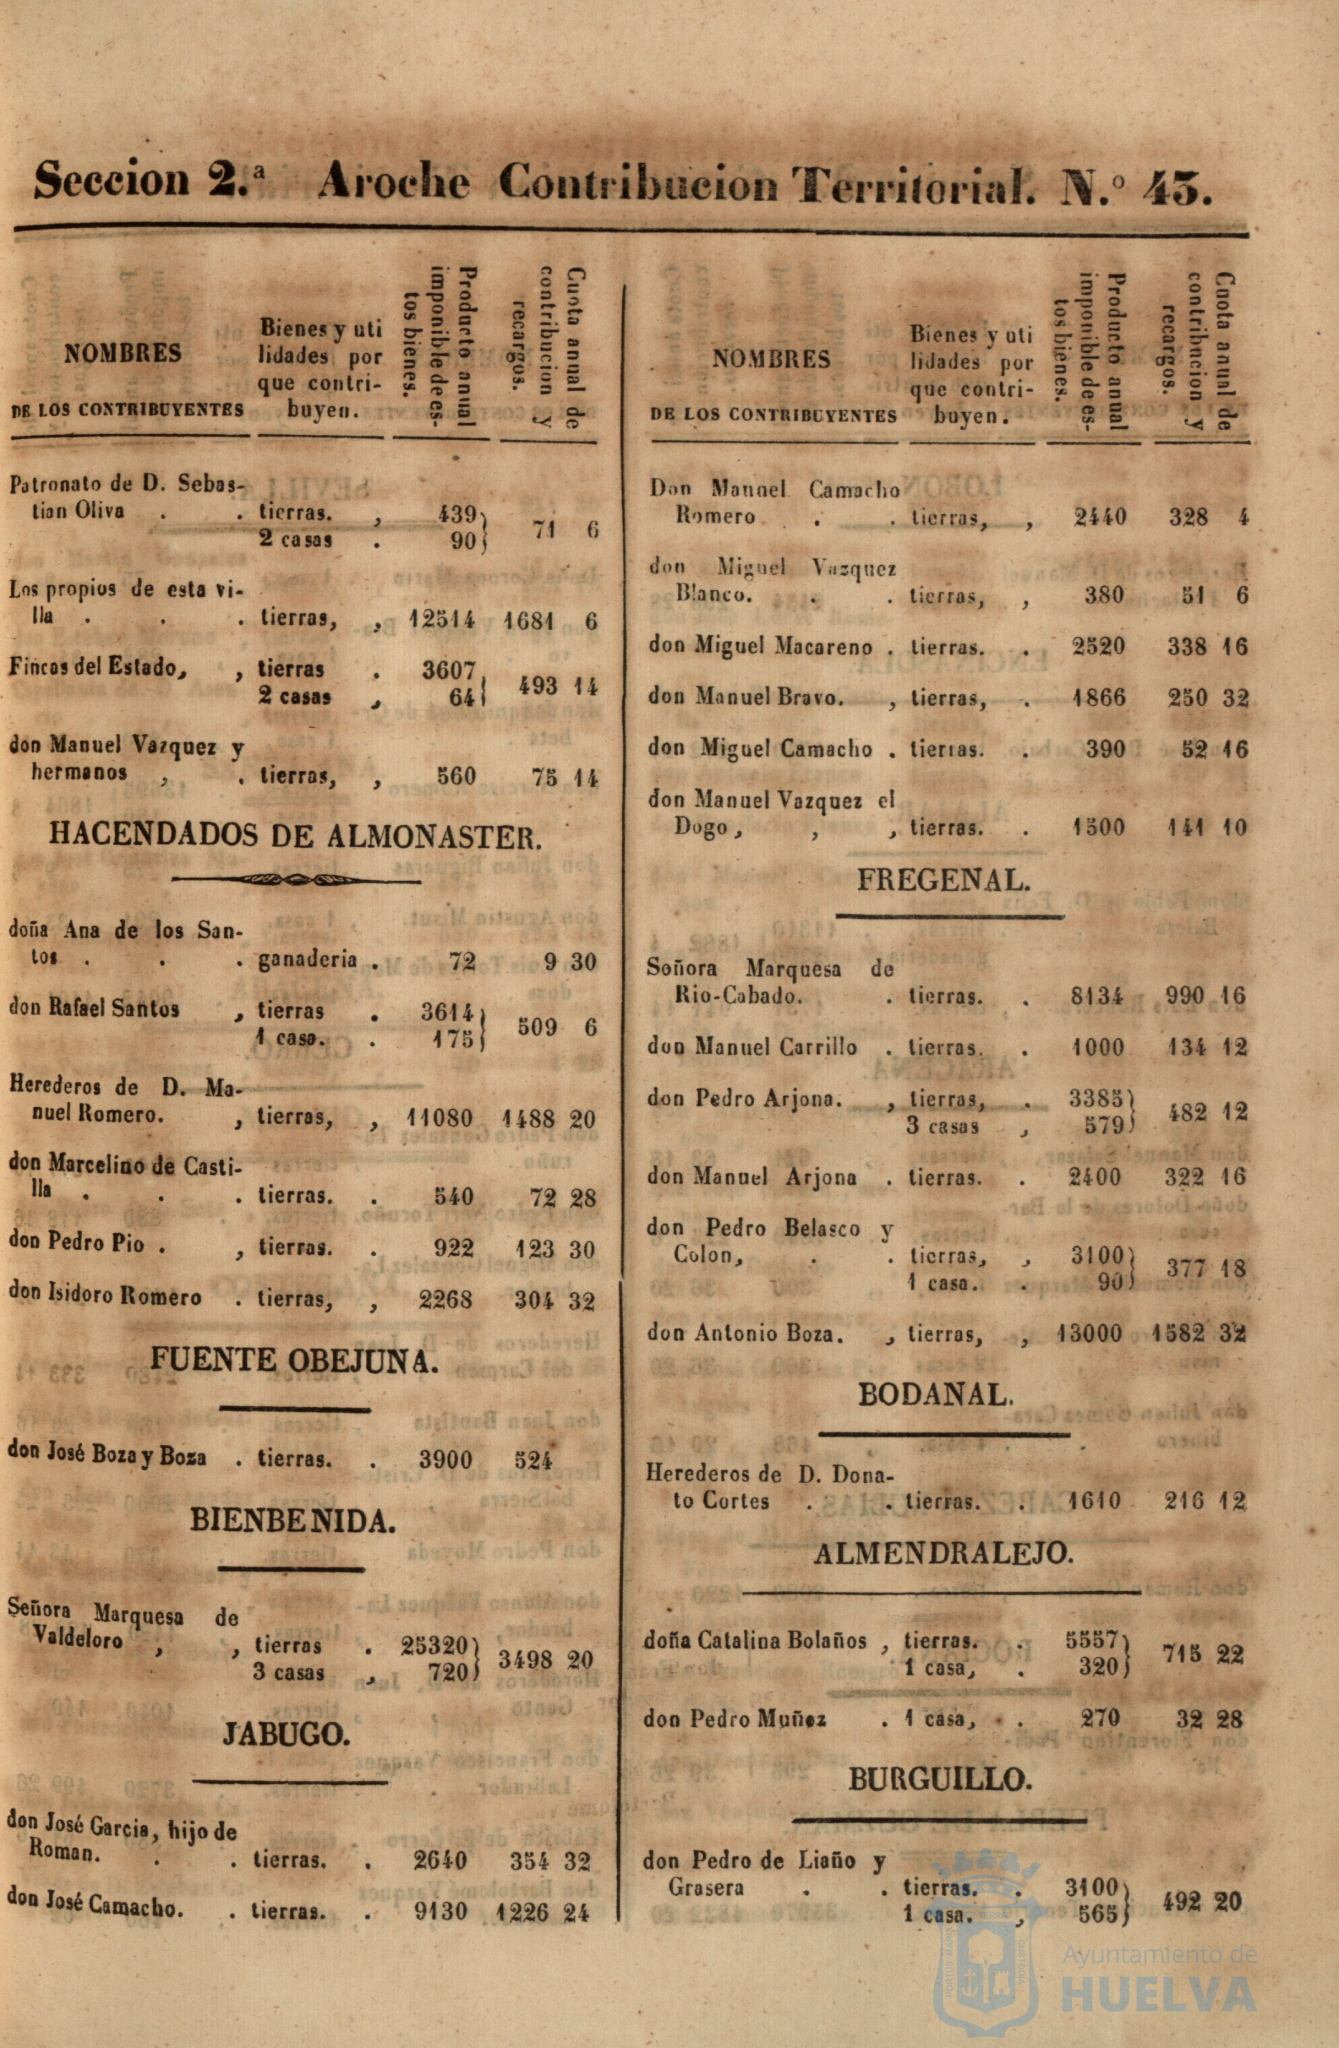 Seccion 2.ª Aroche Contribucion Territorial. N.º 43.
NOMBRES
DE LOS CONTRIBUYENTES
Bienes y uti
lidades por
que contri-
buyen.
Producto anual
imponible de es-
tos bienes.
Cuota anual de
contribucion y
recargos.
Patronato de D. Sebas-
tian Oliva . . tierras. , 439
2 casas . 90} 71 6
Los propios de esta vi-
lla . . . tierras, , 12514 1681 6
Fincas del Estado, , tierras . 3607
2 casas , 64} 493 14
don Manuel Vazquez y
hermanos , . tierras, , 560 75 14
HACENDADOS DE ALMONASTER.
doña Ana de los San-
tos . . . ganaderia . 72 9 30
don Rafael Santos , tierras . 3614
1 casa. . 175} 509 6
Herederos de D. Ma-
nuel Romero. , tierras, , 11080 1488 20
don Marcelino de Casti-
lla . . . tierras. . 540 72 28
don Pedro Pio . , tierras. . 922 123 30
don Isidoro Romero . tierras, , 2268 304 32
FUENTE OBEJUNA.
don José Boza y Boza . tierras. . 3900 524
BIENBENIDA.
Señora Marquesa de
Valdeloro , , tierras . 25320
3 casas , 720} 3498 20
JABUGO.
don José Garcia, hijo de
Roman. . . tierras. . 2640 354 32
don José Camacho. . tierras. . 9130 1226 24
NOMBRES
DE LOS CONTRIBUYENTES
Bienes y uti
lidades por
que contri-
buyen.
Producto anual
imponible de es-
tos bienes.
Cuota anual de
contribucion y
recargos.
Don Manuel Camacho
Romero . . tierras, , 2440 328 4
don Miguel Vazquez
Blanco. . . tierras, , 380 51 6
don Miguel Macareno . tierras. . 2520 338 16
don Manuel Bravo. , tierras, . 1866 250 32
don Miguel Camacho . tierras. . 390 52 16
don Manuel Vazquez el
Dogo, , , tierras. . 1500 141 10
FREGENAL.
Señora Marquesa de
Rio-Cabado. . tierras. . 8134 990 16
don Manuel Carrillo . tierras. . 1000 134 12
don Pedro Arjona. , tierras, . 3385
3 casas , 579} 482 12
don Manuel Arjona . tierras. . 2400 322 16
don Pedro Belasco y
Colon, . . tierras, , 3100
1 casa. . 90} 377 18
don Antonio Boza. , tierras, , 13000 1582 32
BODANAL.
Herederos de D. Dona-
to Cortes . . tierras. . 1610 216 12
ALMENDRALEJO.
doña Catalina Bolaños , tierras. . 5557
1 casa, . 320} 715 22
don Pedro Muñoz . 1 casa, . 270 32 28
BURGUILLO.
don Pedro de Liaño y
Grasera . . tierras. . 3100
1 casa. , 565} 492 20
Ayuntamiento de
HUELVA